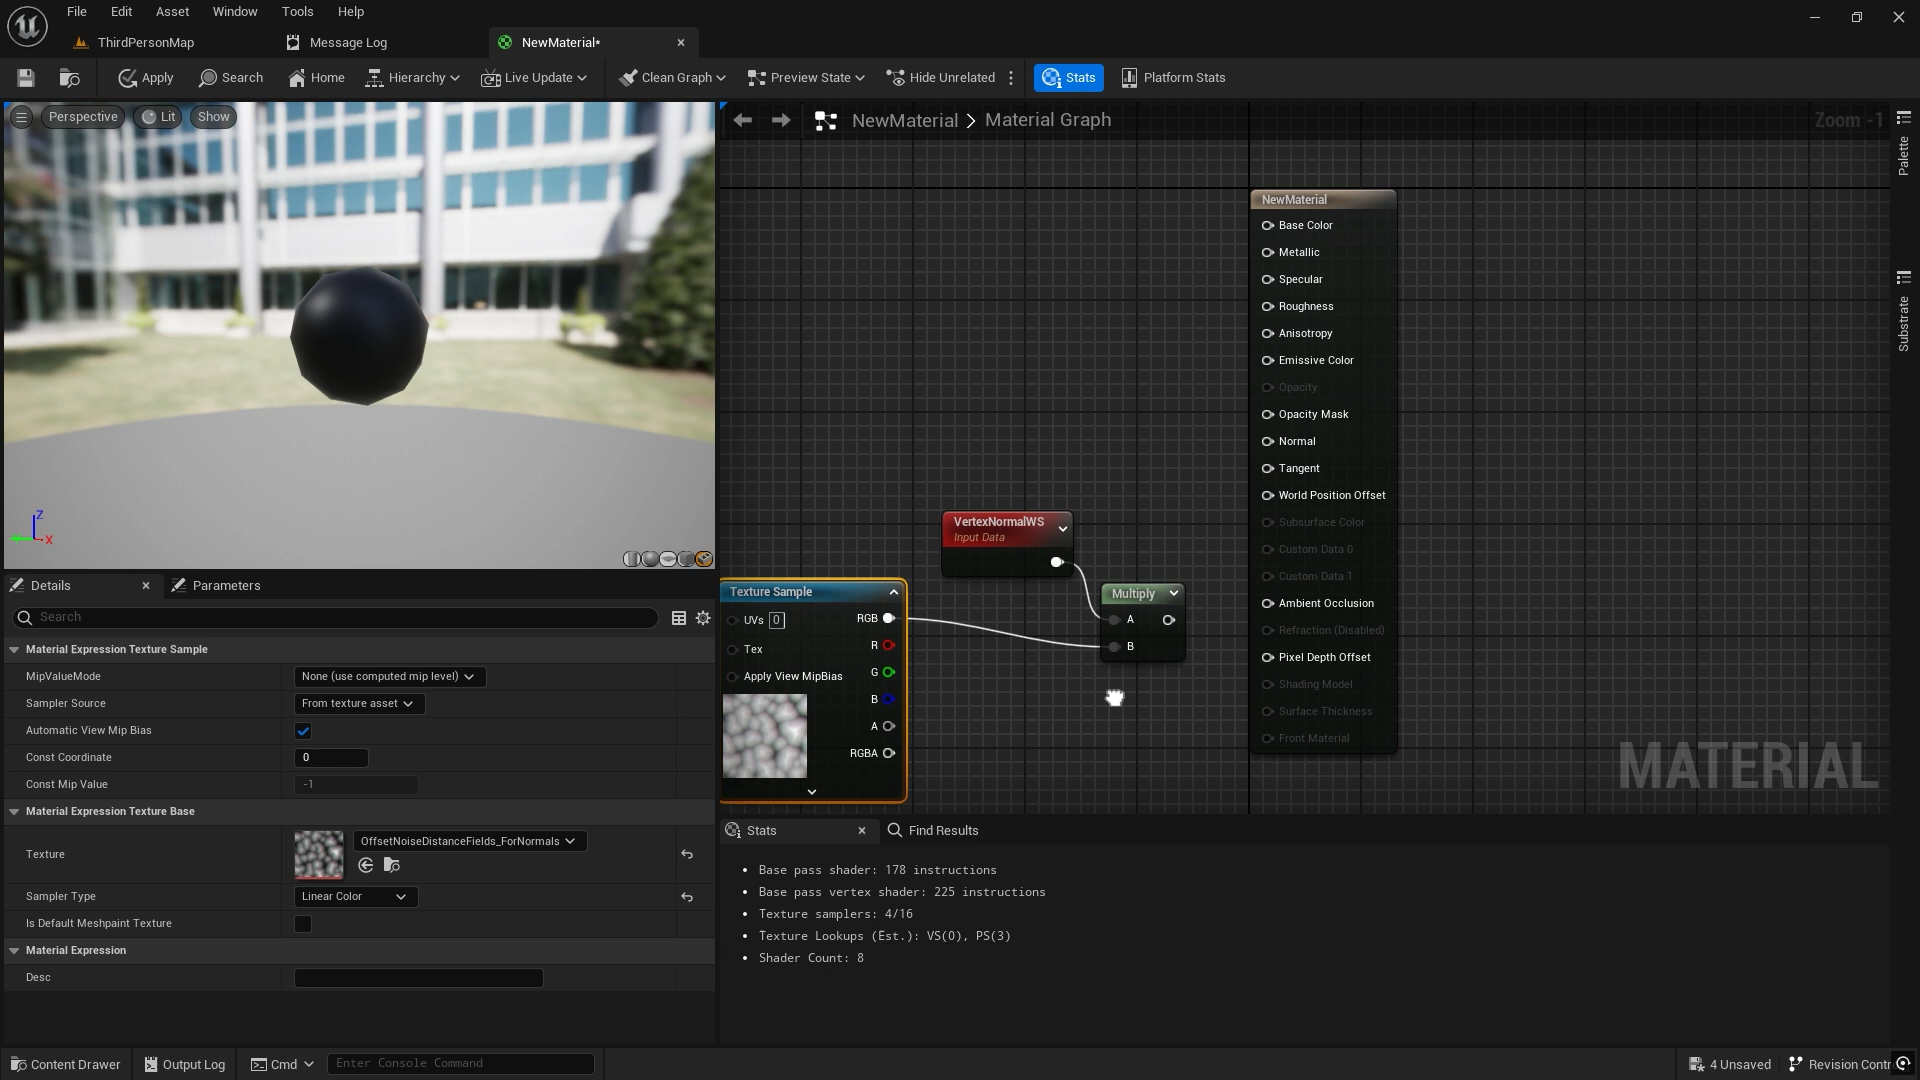 File Edit Asset Window Tools Help
ThirdPersonMap Message Log NewMaterial*
Apply Search Home Hierarchy Live Update Clean Graph Preview State Hide Unrelated Stats Platform Stats
Perspective Lit Show
NewMaterial > Material Graph
Zoom -1
Palette
Substrate
NewMaterial
Base Color
Metallic
Specular
Roughness
Anisotropy
Emissive Color
Opacity
Opacity Mask
Normal
Tangent
World Position Offset
Subsurface Color
Custom Data 0
Custom Data 1
Ambient Occlusion
Refraction (Disabled)
Pixel Depth Offset
Shading Model
Surface Thickness
Front Material
VertexNormalWS
Input Data
Multiply
A
B
Texture Sample
UVs 0 RGB
R
Tex
G
Apply View MipBias
B
A
RGBA
MATERIAL
Z
X
Details Parameters
Search
Material Expression Texture Sample
MipValueMode None (use computed mip level)
Sampler Source From texture asset
Automatic View Mip Bias
Const Coordinate 0
Const Mip Value -1
Material Expression Texture Base
Texture OffsetNoiseDistanceFields_ForNormals
Sampler Type Linear Color
Is Default Meshpaint Texture
Material Expression
Desc
Stats Find Results
• Base pass shader: 178 instructions
• Base pass vertex shader: 225 instructions
• Texture samplers: 4/16
• Texture Lookups (Est.): VS(0), PS(3)
• Shader Count: 8
Content Drawer Output Log Cmd Enter Console Command 4 Unsaved Revision Contr